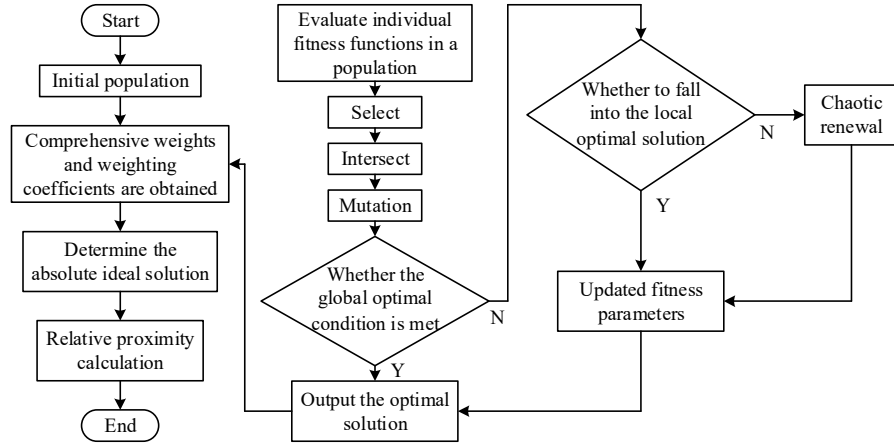 Start
Initial population
Comprehensive weights
and weighting
coefficients are obtained
Determine the
absolute ideal solution
Relative proximity
calculation
End
Evaluate individual
fitness functions in a
population
Select
Intersect
Mutation
Whether the
global optimal
condition is met
N
Y
Output the optimal
solution
Whether to fall
into the local
optimal solution
N
Y
Chaotic
renewal
Updated fitness
parameters